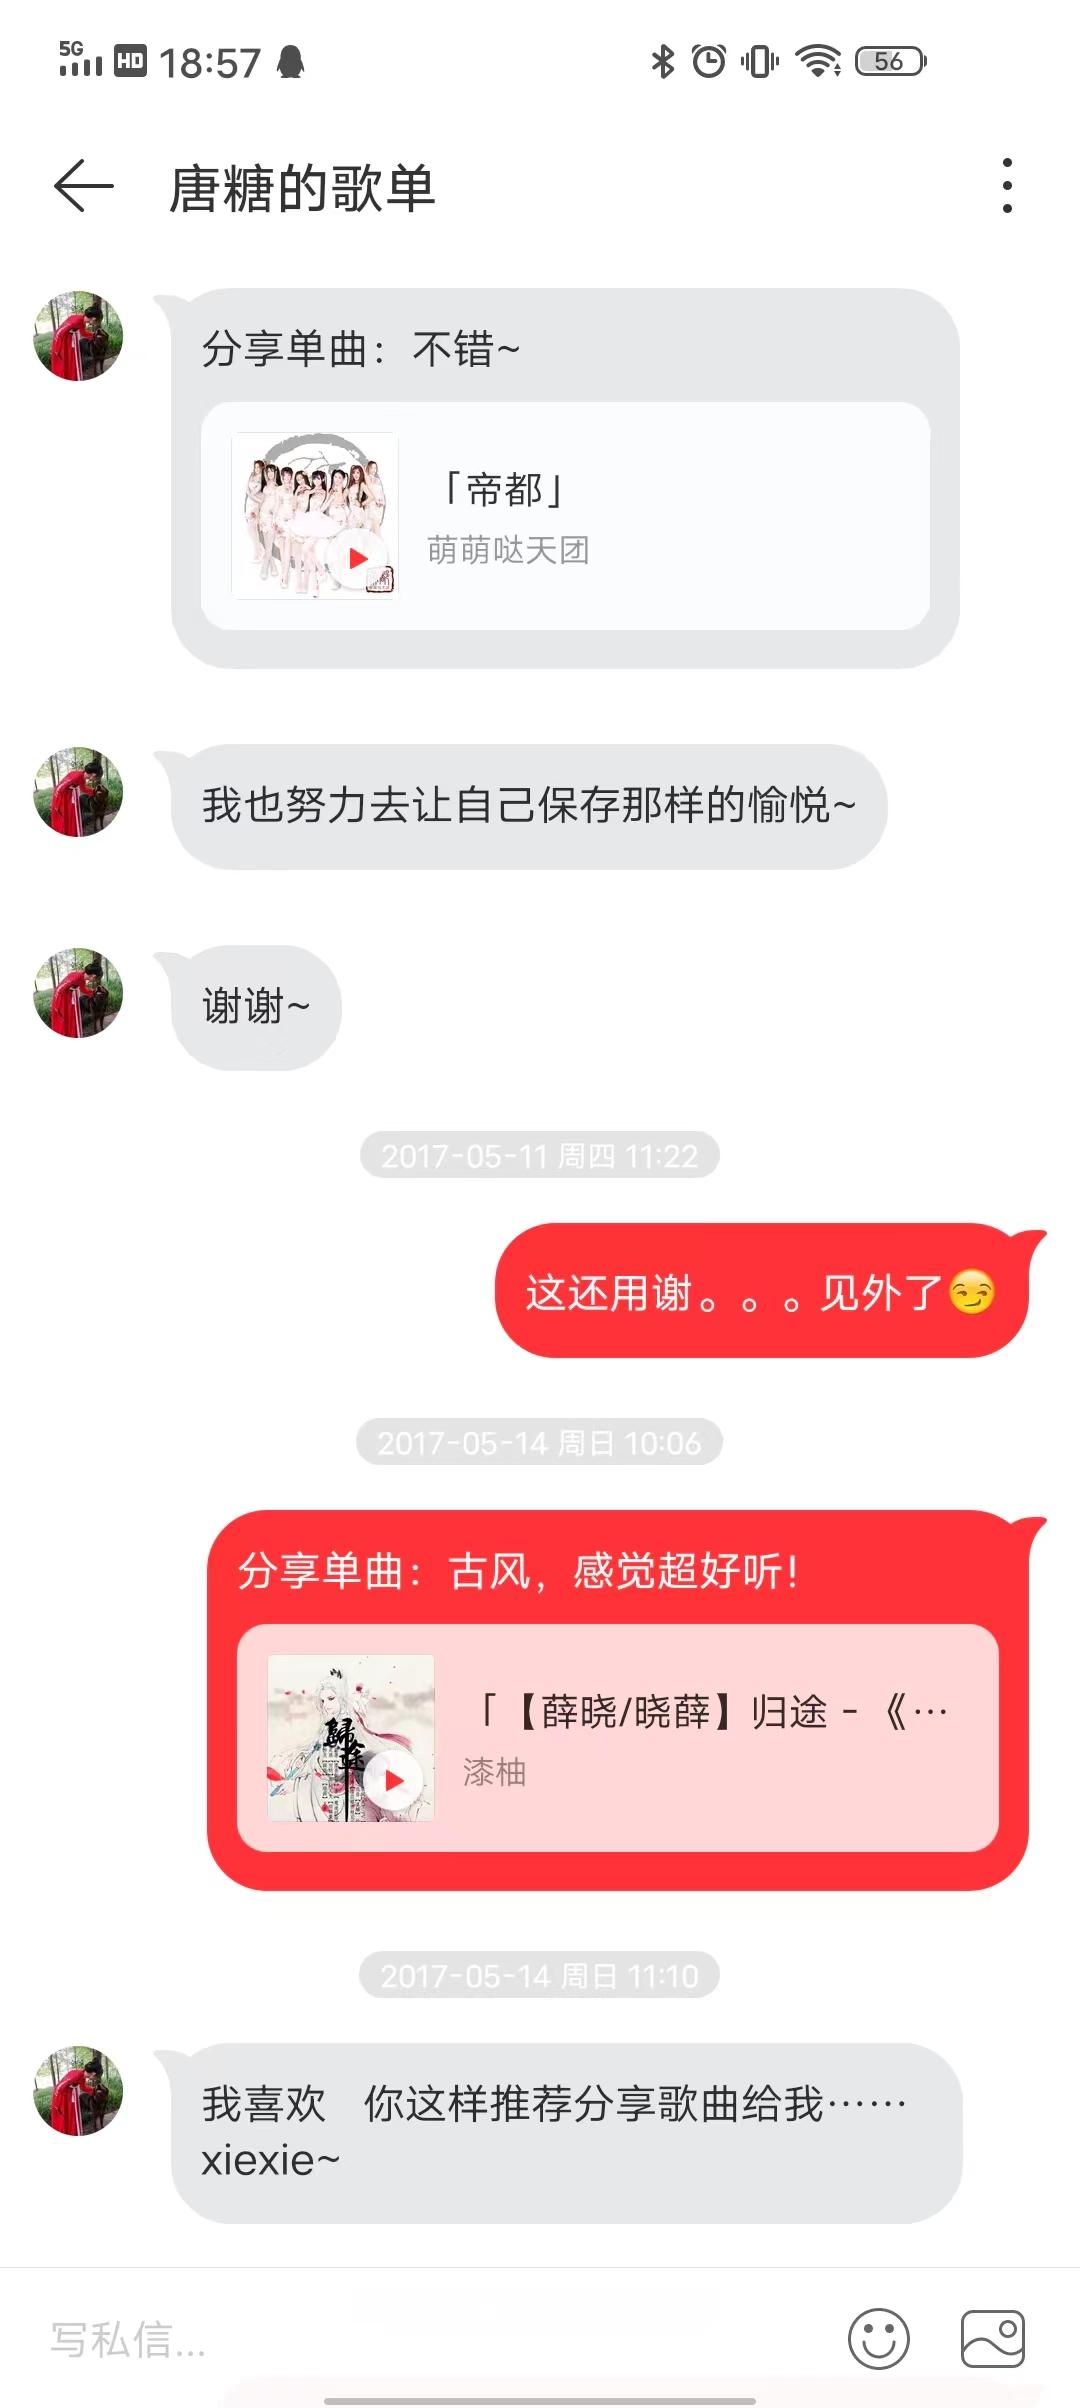 5G HD 18:57 56
唐糖的歌单
分享单曲：不错~
「帝都」
萌萌哒天团
我也努力去让自己保存那样的愉悦~
谢谢~
2017-05-11 周四 11:22
这还用谢。。。见外了😏
2017-05-14 周日 10:06
分享单曲：古风，感觉超好听！
「【薛晓/晓薛】归途 - 《…
歸途
漆柚
2017-05-14 周日 11:10
我喜欢 你这样推荐分享歌曲给我……
xiexie~
写私信...